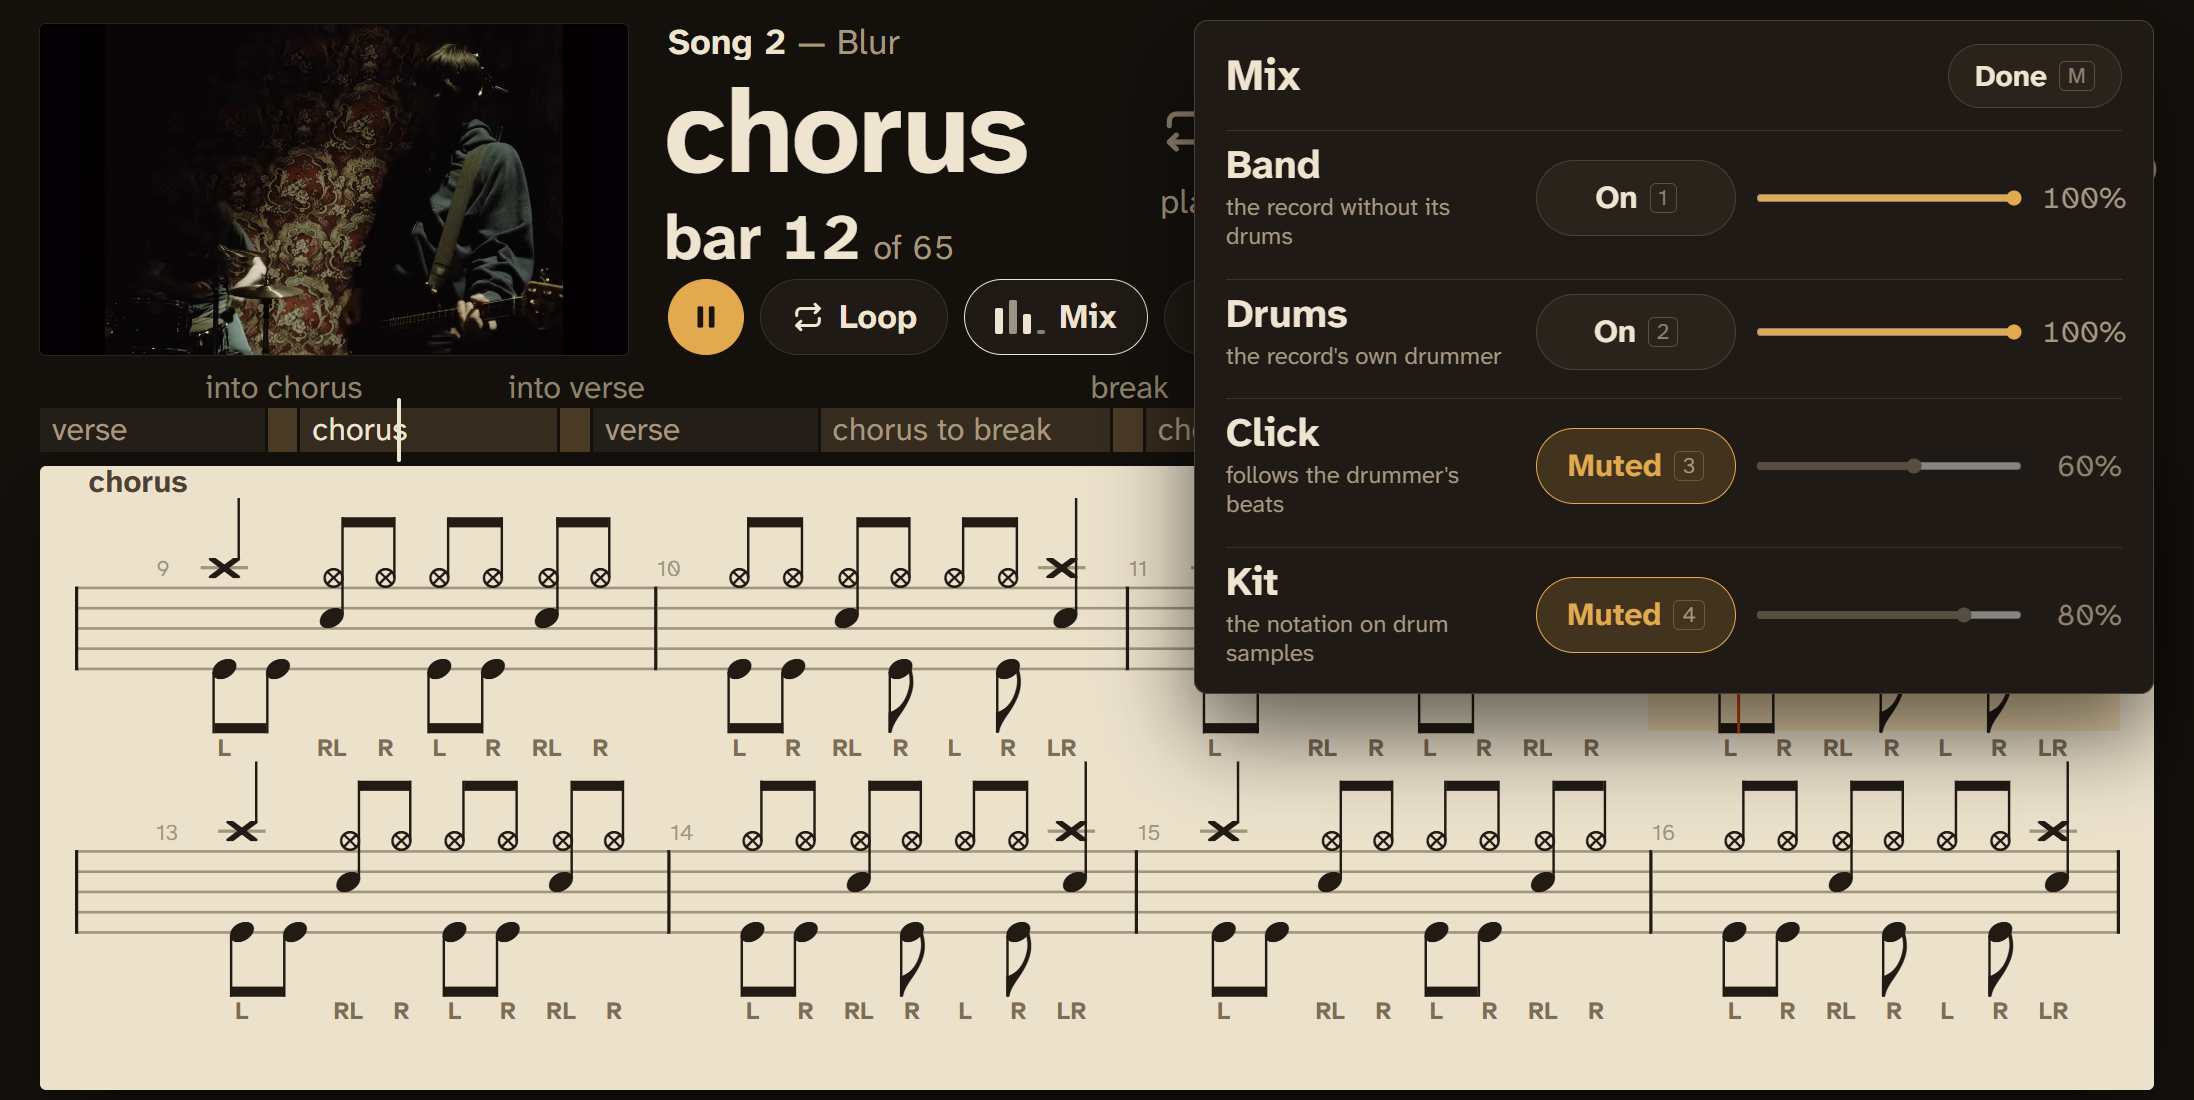 Song 2 — Blur
chorus
bar 12 of 65
Loop
Mix
Mix
Done M
Band
the record without its
drums
On 1
100%
Drums
the record's own drummer
On 2
100%
Click
follows the drummer's
beats
Muted 3
60%
Kit
the notation on drum
samples
Muted 4
80%
into chorus into verse break
verse chorus verse chorus to break
chorus
9 10 11
L RL R L R RL R L R RL R L R LR L RL R L R RL R L R RL R L R LR
13 14 15 16
L RL R L R RL R L R RL R L R LR L RL R L R RL R L R RL R L R LR